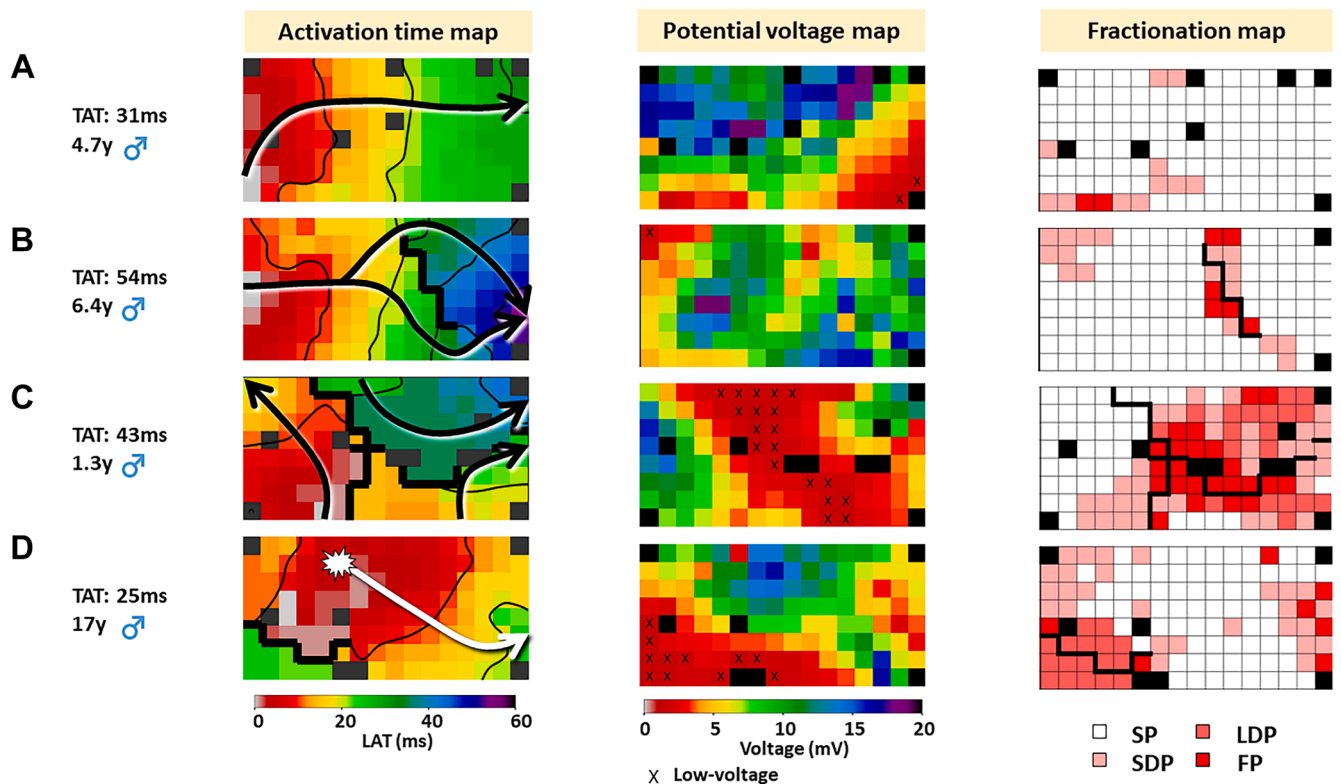 Activation time map
Potential voltage map
Fractionation map
A
TAT: 31ms
4.7y ♂
B
TAT: 54ms
6.4y ♂
C
TAT: 43ms
1.3y ♂
D
TAT: 25ms
17y ♂
0 20 40 60
LAT (ms)
0 5 10 15 20
Voltage (mV)
X Low-voltage
SP LDP
SDP FP